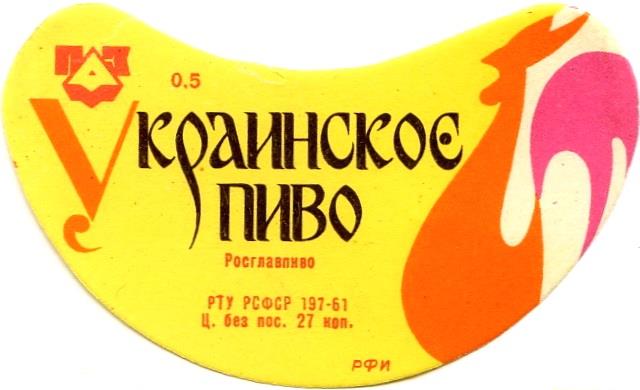 0,5
Украинское
пиво
Росглавпиво
РТУ РСФСР 197-61
Ц. без пос. 27 коп.
РФИ